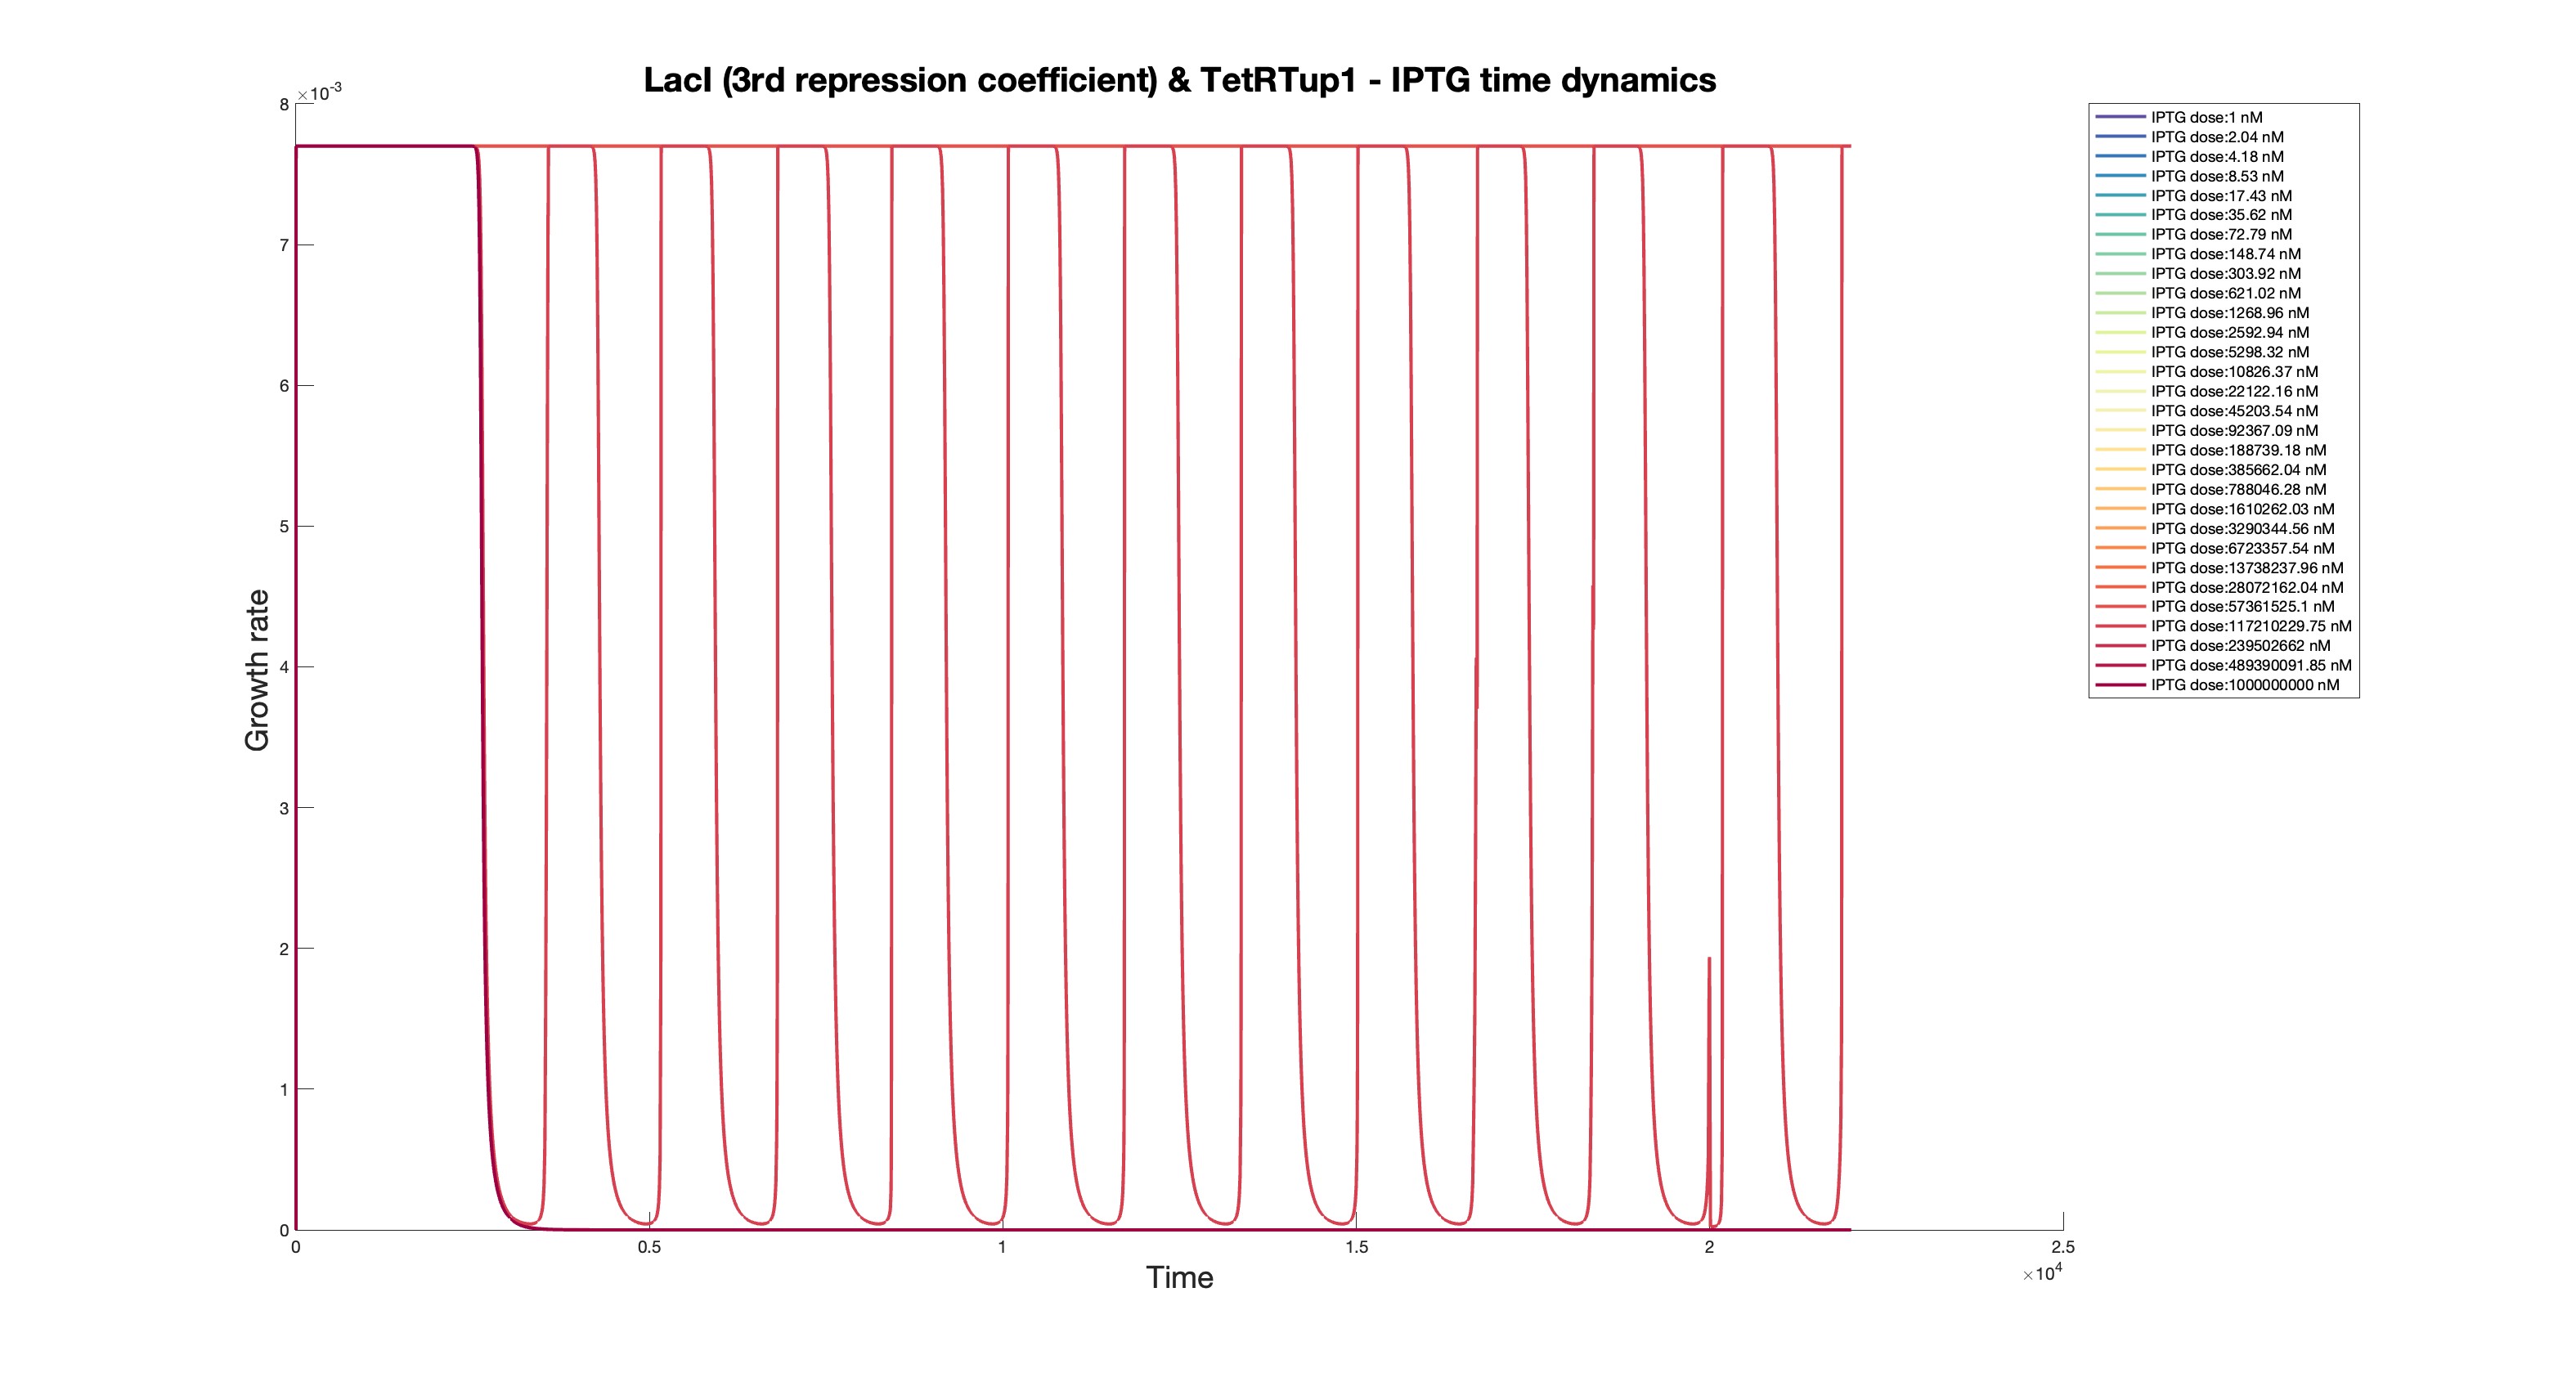 LacI (3rd repression coefficient) & TetRTup1 - IPTG time dynamics
×10-3
8
7
6
5
4
3
2
1
0
Growth rate
0
0.5
1
1.5
2
2.5
×104
Time
IPTG dose:1 nM
IPTG dose:2.04 nM
IPTG dose:4.18 nM
IPTG dose:8.53 nM
IPTG dose:17.43 nM
IPTG dose:35.62 nM
IPTG dose:72.79 nM
IPTG dose:148.74 nM
IPTG dose:303.92 nM
IPTG dose:621.02 nM
IPTG dose:1268.96 nM
IPTG dose:2592.94 nM
IPTG dose:5298.32 nM
IPTG dose:10826.37 nM
IPTG dose:22122.16 nM
IPTG dose:45203.54 nM
IPTG dose:92367.09 nM
IPTG dose:188739.18 nM
IPTG dose:385662.04 nM
IPTG dose:788046.28 nM
IPTG dose:1610262.03 nM
IPTG dose:3290344.56 nM
IPTG dose:6723357.54 nM
IPTG dose:13738237.96 nM
IPTG dose:28072162.04 nM
IPTG dose:57361525.1 nM
IPTG dose:117210229.75 nM
IPTG dose:239502662 nM
IPTG dose:489390091.85 nM
IPTG dose:1000000000 nM